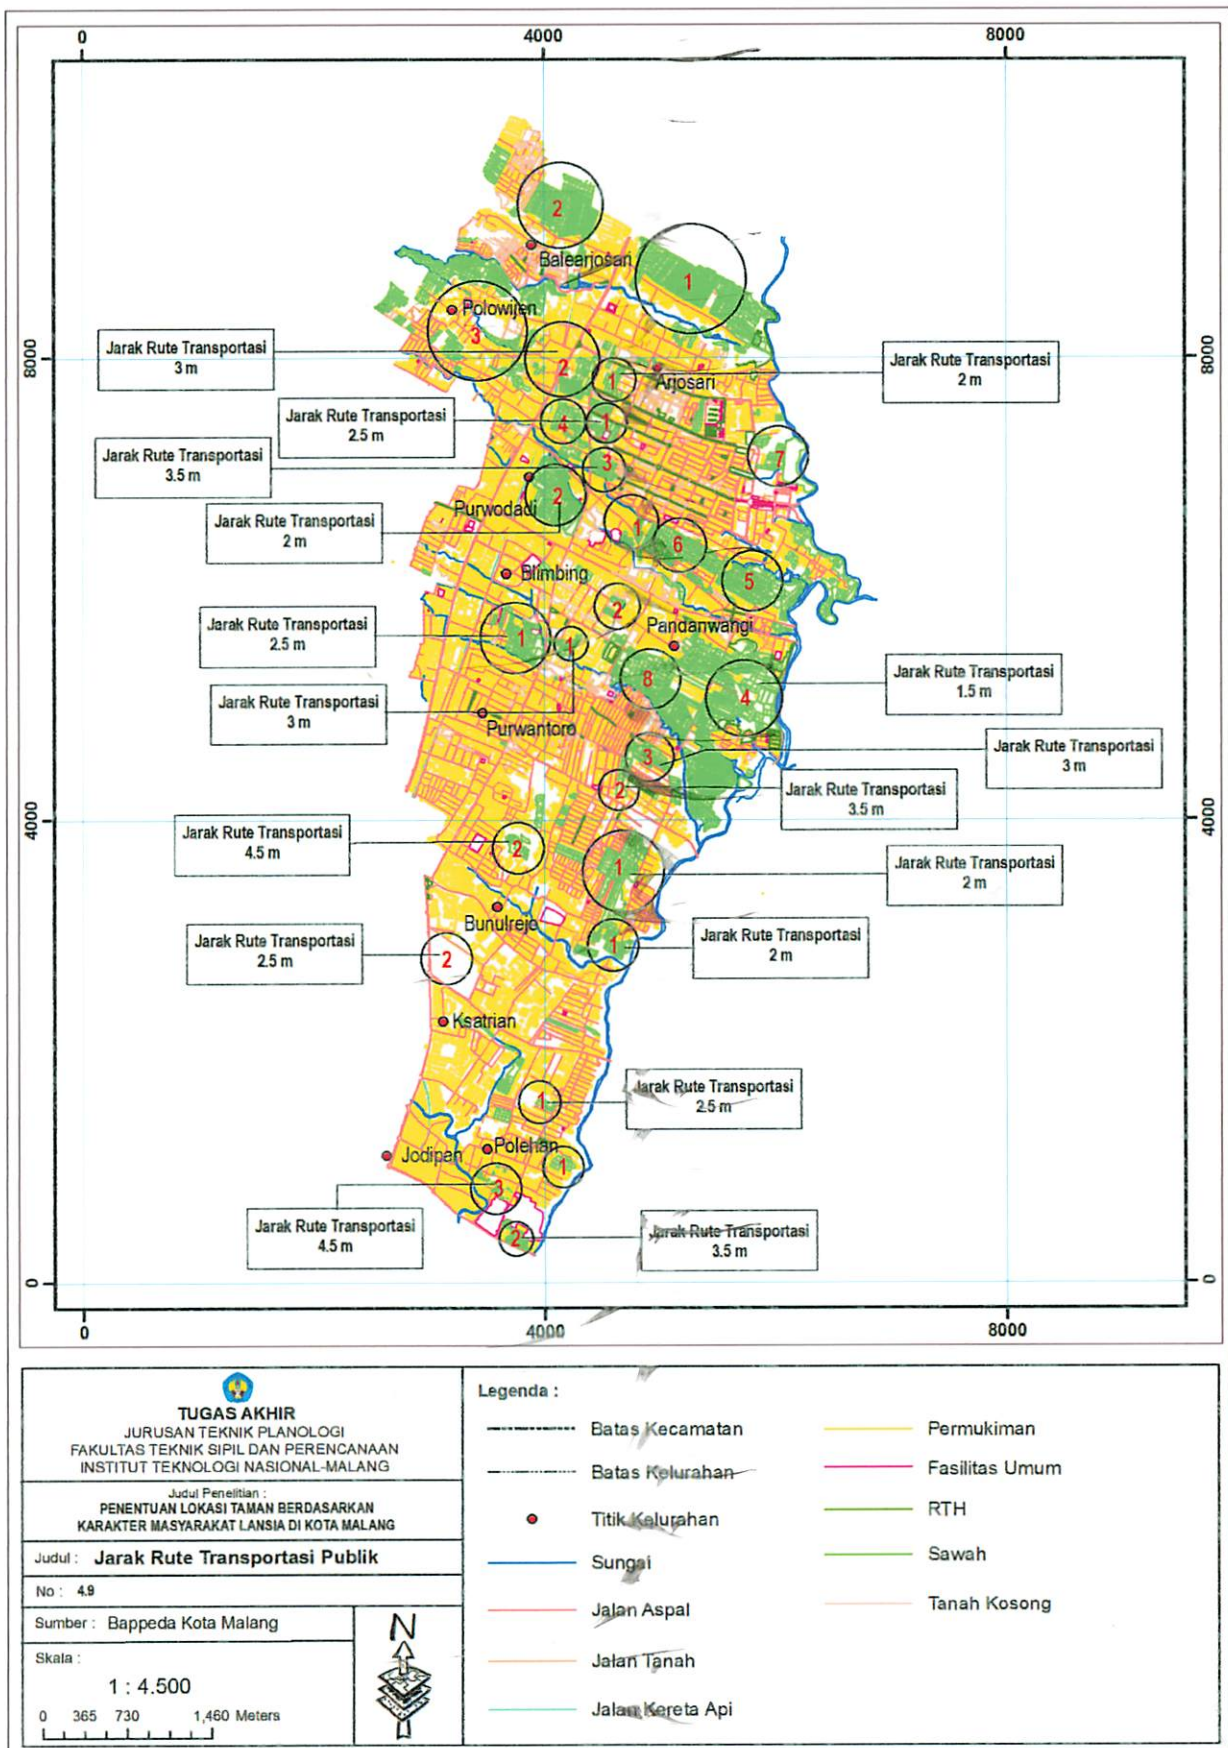 0 4000 8000
2
Balearjosari
1
Polowijen
3
8000
Jarak Rute Transportasi
3 m
2
1
Arjosari
Jarak Rute Transportasi
2 m
8000
Jarak Rute Transportasi
2.5 m
4
1
Jarak Rute Transportasi
3.5 m
3
7
Purwodadi
2
Jarak Rute Transportasi
2 m
1
6
Blimbing
5
2
Pandanwangi
Jarak Rute Transportasi
2.5 m
1
1
8
4
Jarak Rute Transportasi
1.5 m
Jarak Rute Transportasi
3 m
Purwantoro
3
Jarak Rute Transportasi
3 m
2
Jarak Rute Transportasi
3.5 m
4000
4000
Jarak Rute Transportasi
4.5 m
2
1
Jarak Rute Transportasi
2 m
Bunulrejo
Jarak Rute Transportasi
2.5 m
2
1
Jarak Rute Transportasi
2 m
Ksatrian
1
Jarak Rute Transportasi
2.5 m
Jodipan
Polehan
1
3
Jarak Rute Transportasi
4.5 m
2
Jarak Rute Transportasi
3.5 m
0
0
0 4000 8000
TUGAS AKHIR
JURUSAN TEKNIK PLANOLOGI
FAKULTAS TEKNIK SIPIL DAN PERENCANAAN
INSTITUT TEKNOLOGI NASIONAL-MALANG
Judul Penelitian :
PENENTUAN LOKASI TAMAN BERDASARKAN
KARAKTER MASYARAKAT LANSIA DI KOTA MALANG
Judul : Jarak Rute Transportasi Publik
No : 4.9
Sumber : Bappeda Kota Malang
Skala :
1 : 4.500
0 365 730 1,460 Meters
N
Legenda :
Batas Kecamatan
Batas Kelurahan
Titik Kelurahan
Sungai
Jalan Aspal
Jalan Tanah
Jalan Kereta Api
Permukiman
Fasilitas Umum
RTH
Sawah
Tanah Kosong